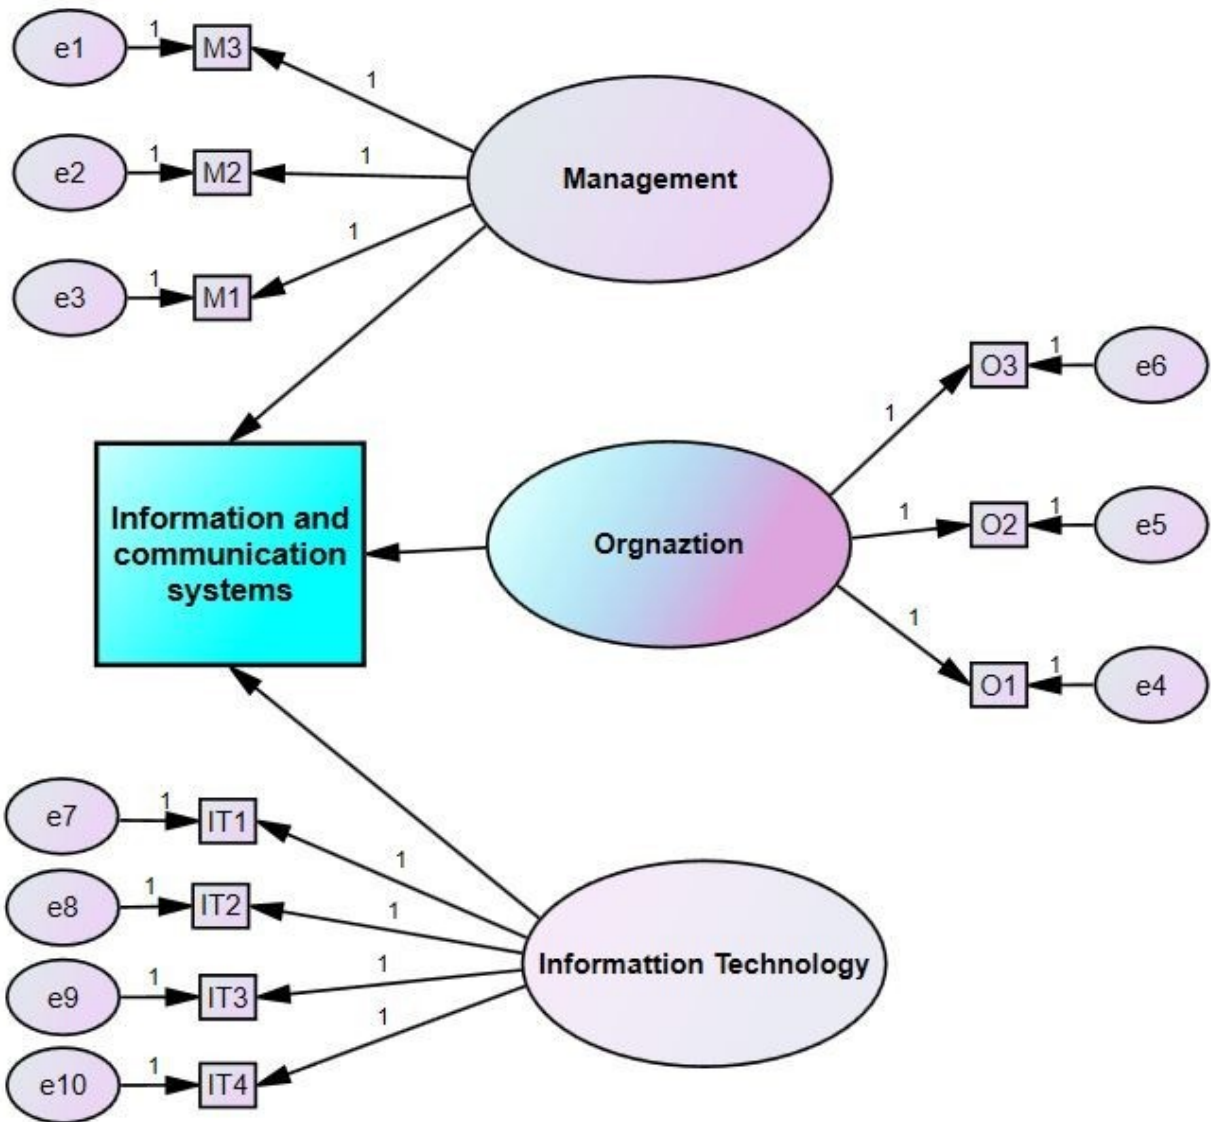 e1
1
M3
1
e2
1
M2
1
Management
e3
1
M1
1
O3
1
e6
1
Information and
communication
systems
Orgnaztion
1
O2
1
e5
1
O1
1
e4
e7
1
IT1
1
e8
1
IT2
1
Informattion Technology
e9
1
IT3
1
e10
1
IT4
1